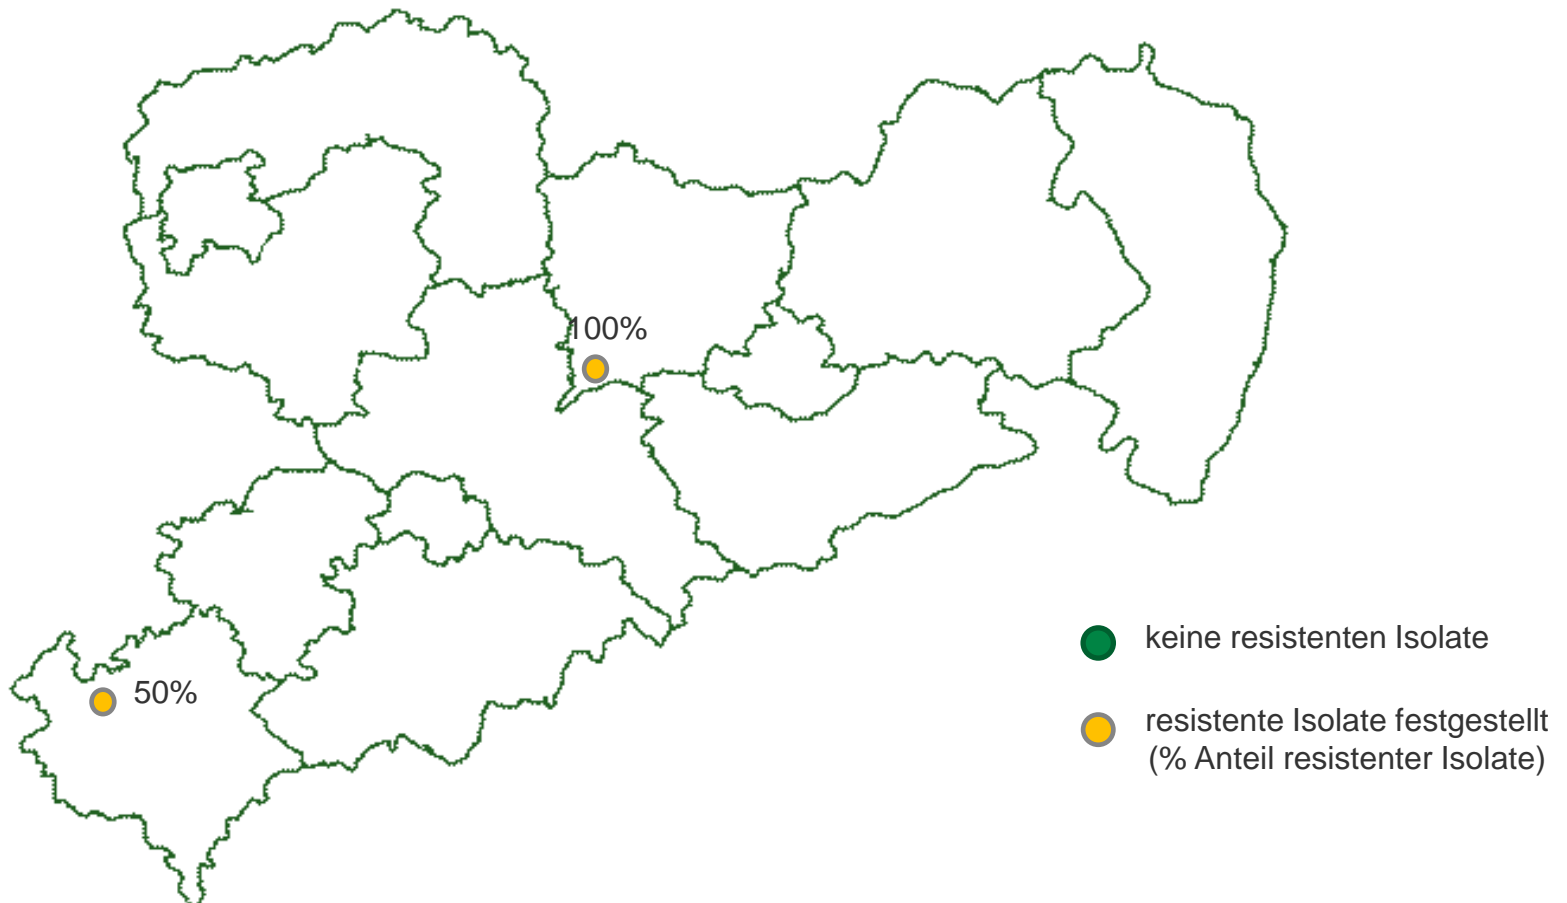 100%
50%
keine resistenten Isolate
resistente Isolate festgestellt
(% Anteil resistenter Isolate)